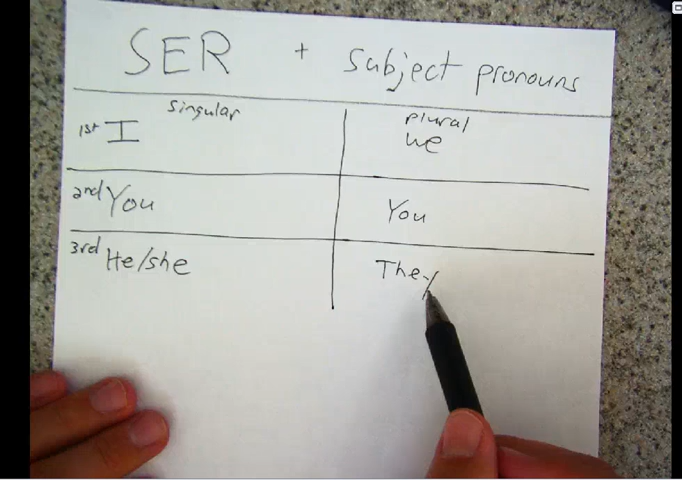 SER + Subject pronouns
singular plural
1st I we
2nd You You
3rd He/she They